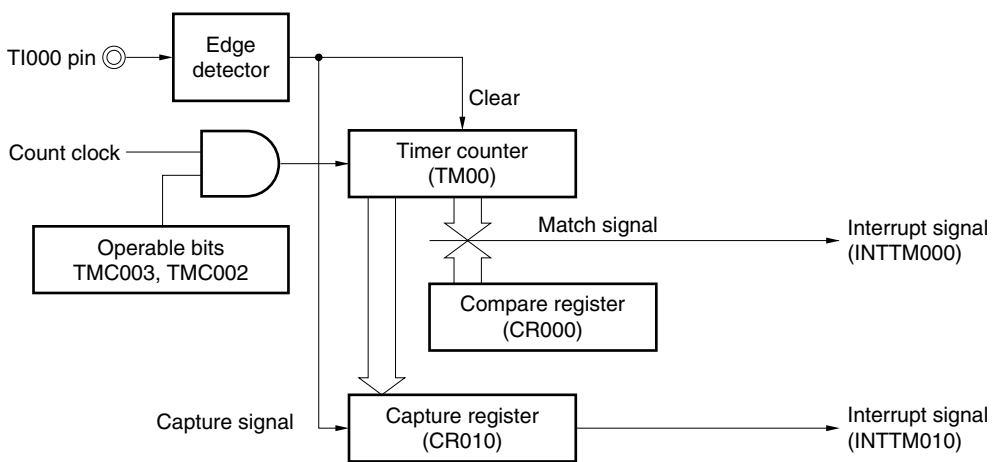 TI000 pin
Edge
detector
Clear
Count clock
Timer counter
(TM00)
Operable bits
TMC003, TMC002
Match signal
Interrupt signal
(INTTM000)
Compare register
(CR000)
Capture signal
Capture register
(CR010)
Interrupt signal
(INTTM010)